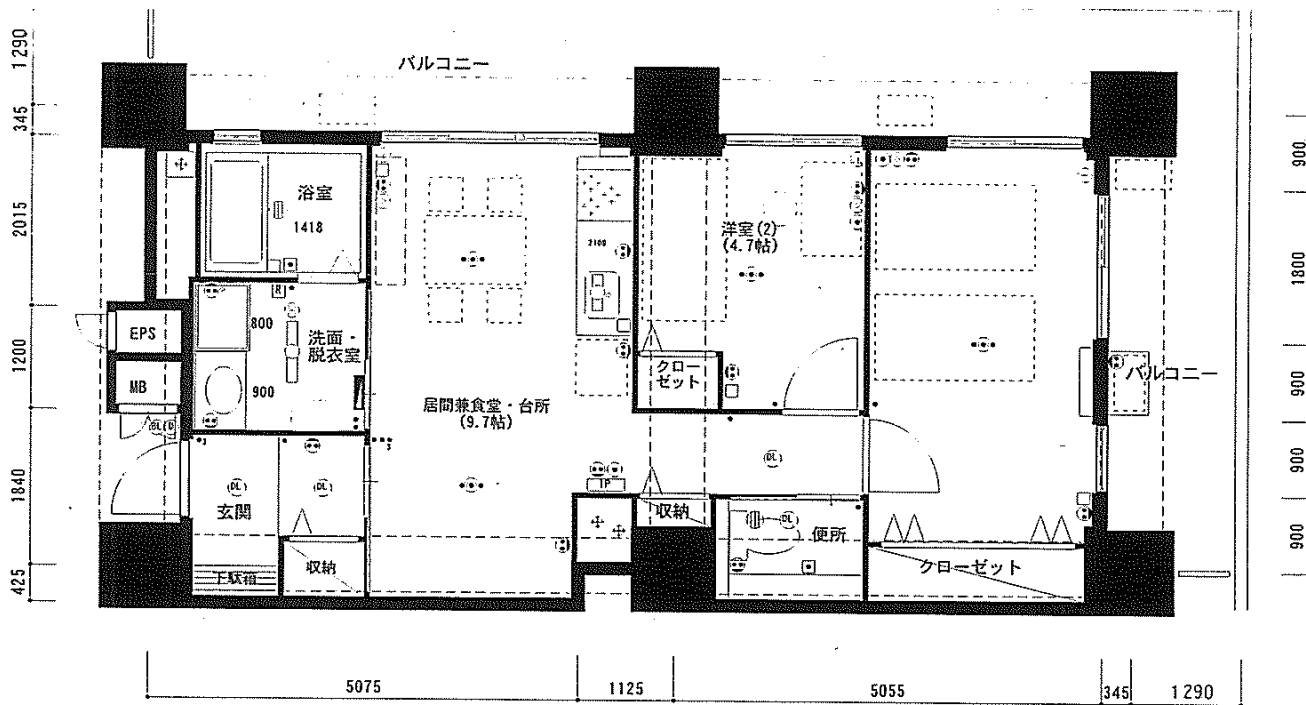 バルコニー
1290
345
2015
1200
1840
425
浴室
1418
EPS
MB
800
900
R
洗面・
脱衣室
2100
洋室(2)
(4.7帖)
クロー
ゼット
居間兼食堂・台所
(9.7帖)
バルコニー
DL
DL
DL
DL
TP
玄関
下駄箱
収納
収納
便所
クローゼット
900
1800
900
900
900
5075
1125
5055
345
1290